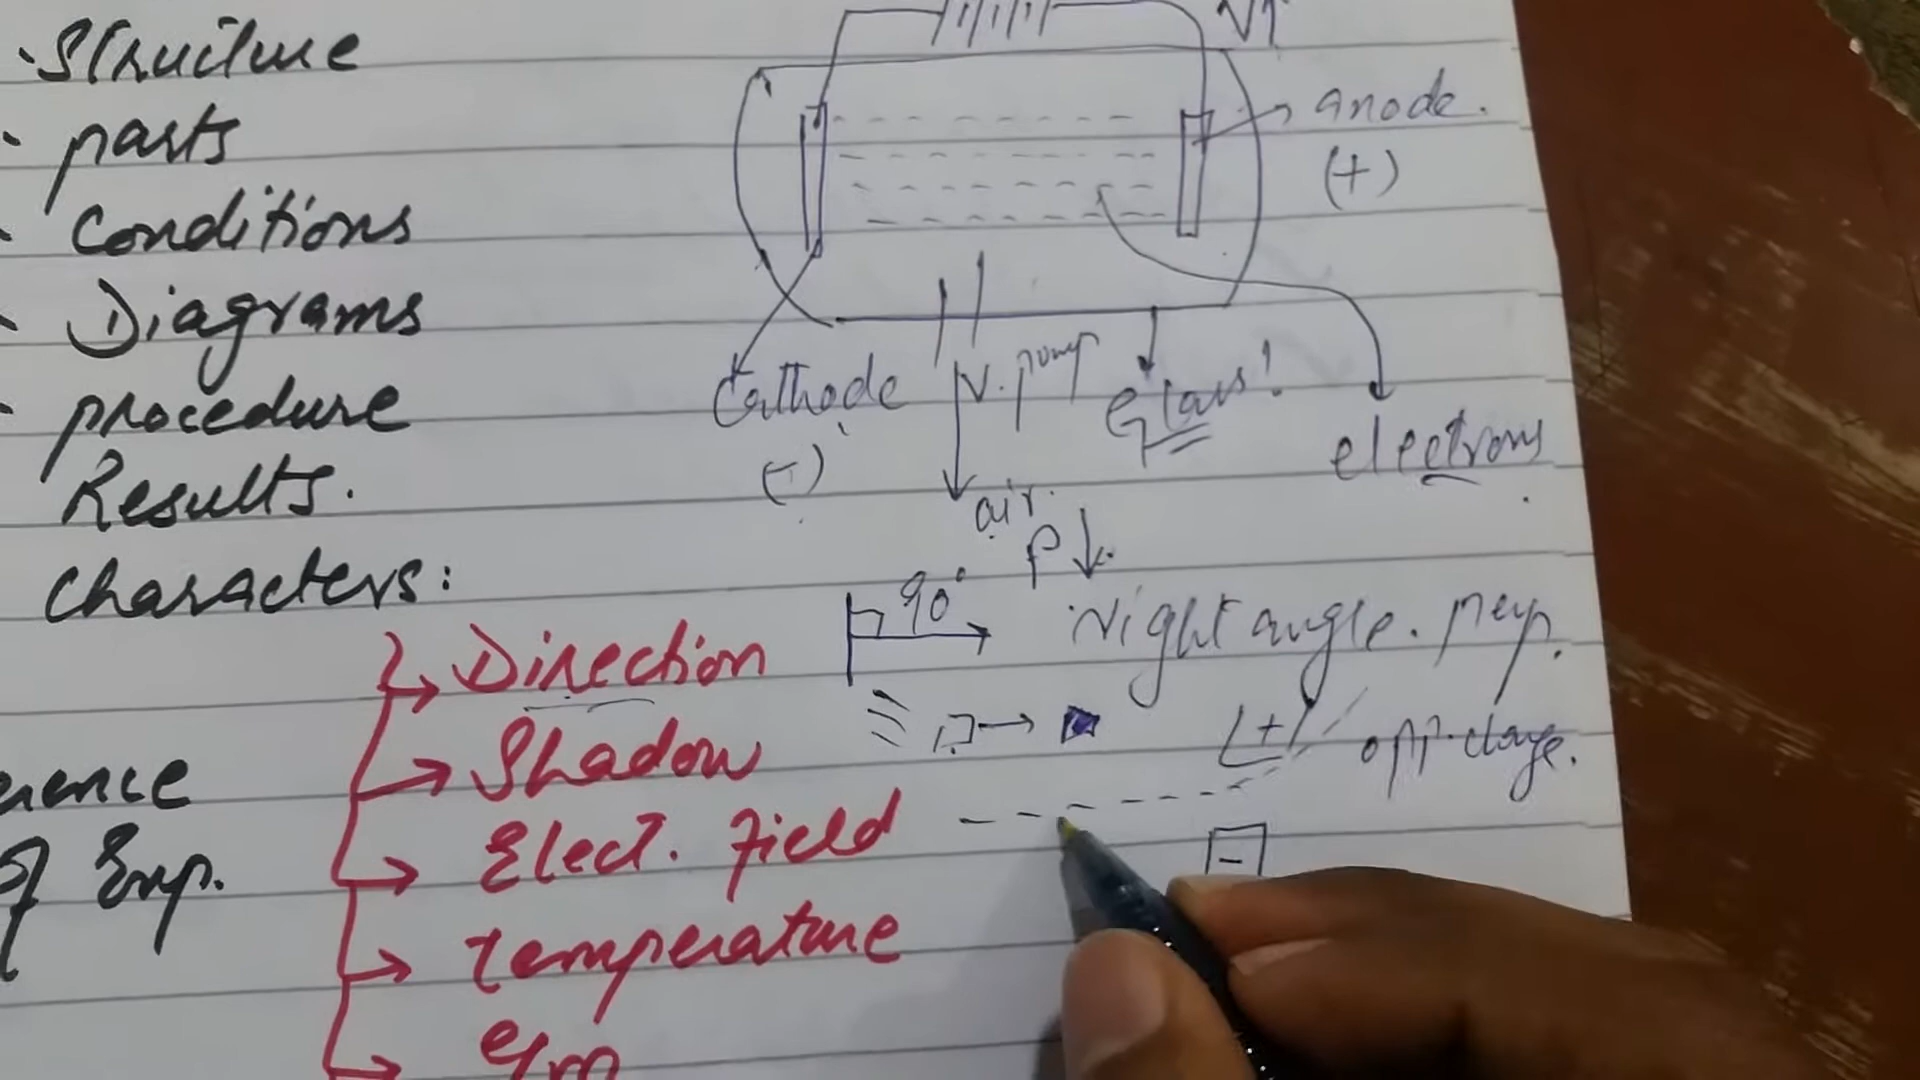 · Structure
· parts
· Conditions
· Diagrams
· procedure
Results.
Characters:
Direction
Shadow
Elect. field
temperature
e/m
of Exp.
anode.
(+)
Cathode
(-)
V. pump
glass
electrons
air.
P ↓
90°
right angle. perp.
+
opp. charge.
-